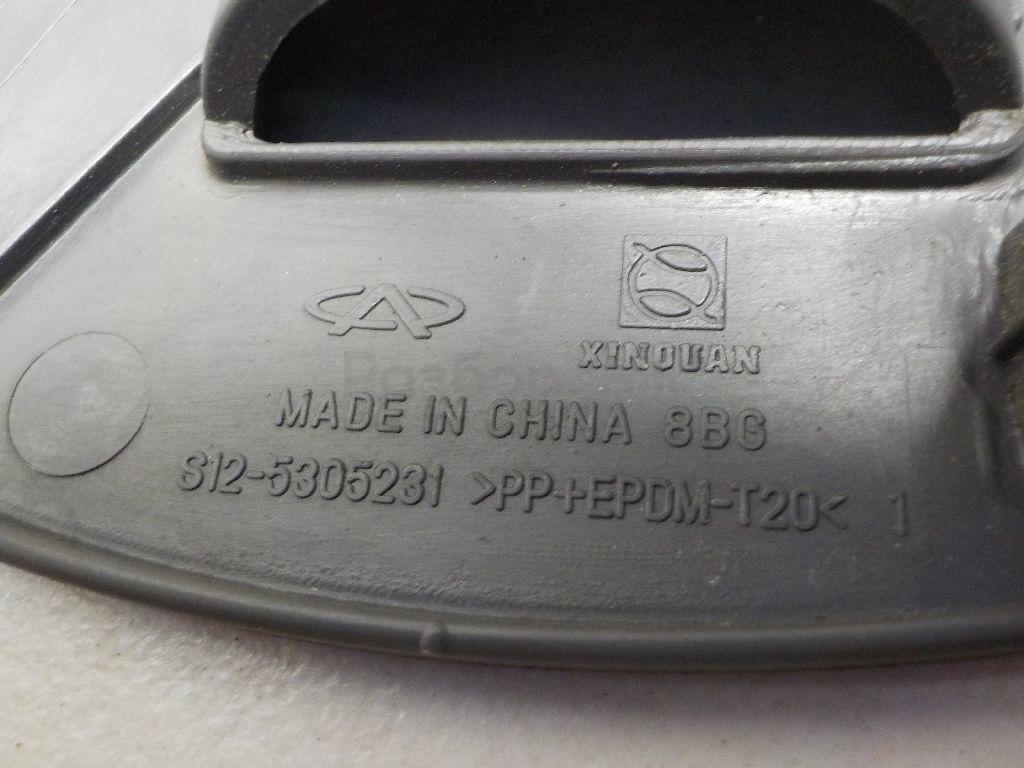 XINQUAN
MADE IN CHINA 8BG
S12-5305231 >PP+EPDM-T20< 1